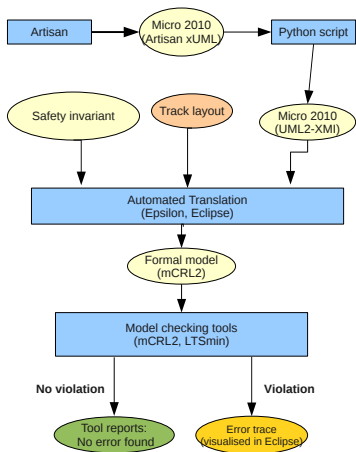 Artisan
Micro 2010
(Artisan xUML)
Python script
Safety invariant
Track layout
Micro 2010
(UML2-XMI)
Automated Translation
(Epsilon, Eclipse)
Formal model
(mCRL2)
Model checking tools
(mCRL2, LTSmin)
No violation
Violation
Tool reports:
No error found
Error trace
(visualised in Eclipse)